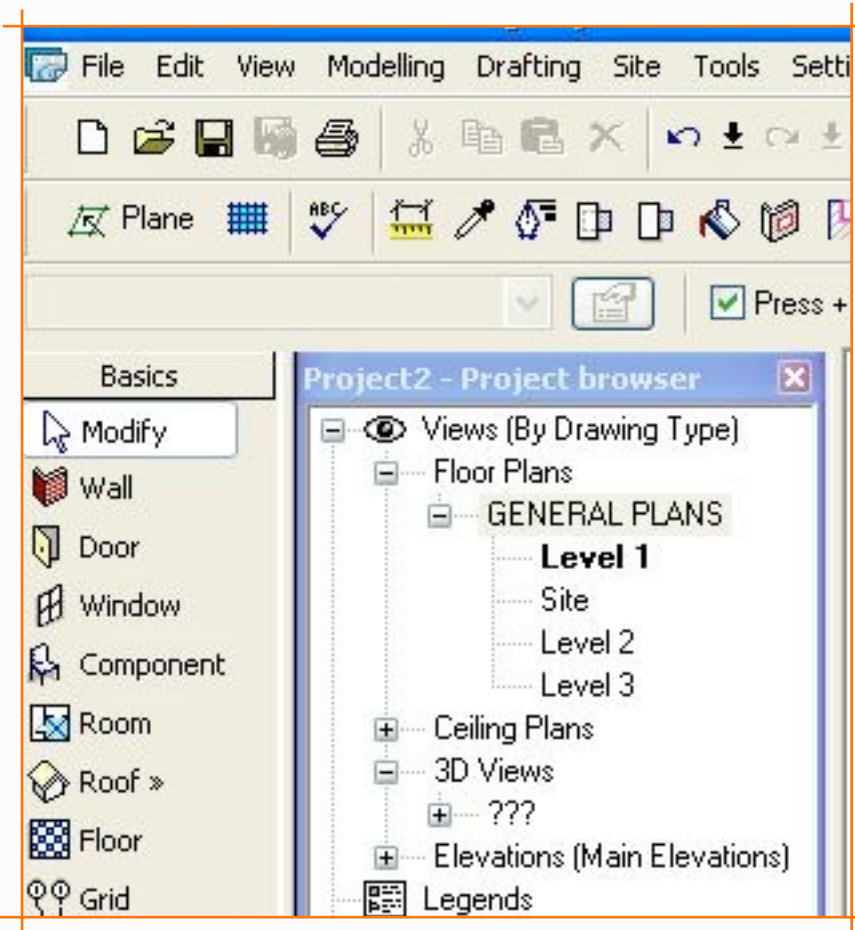 File Edit View Modelling Drafting Site Tools Setti
Plane ABC
Press +
Basics
Modify
Wall
Door
Window
Component
Room
Roof »
Floor
Grid
Project2 - Project browser
Views (By Drawing Type)
Floor Plans
GENERAL PLANS
Level 1
Site
Level 2
Level 3
Ceiling Plans
3D Views
???
Elevations (Main Elevations)
Legends